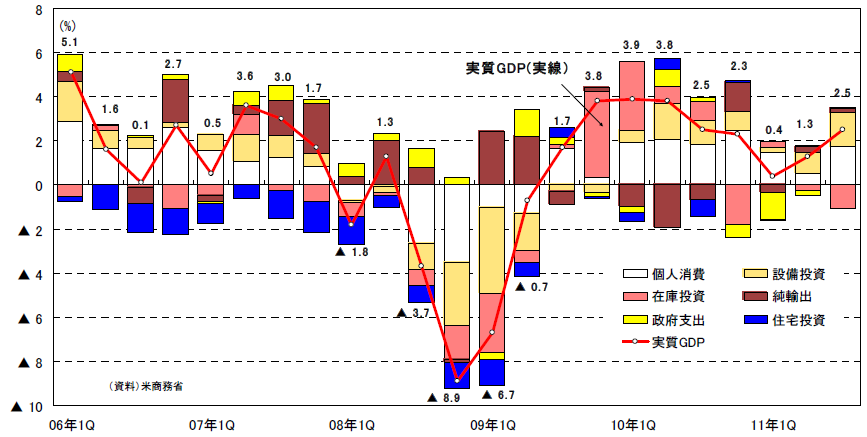 (%)
8
6
4
2
0
▲ 2
▲ 4
▲ 6
▲ 8
▲ 10
5.1
1.6
0.1
2.7
0.5
3.6
3.0
1.7
▲ 1.8
1.3
▲ 3.7
▲ 8.9
▲ 6.7
▲ 0.7
1.7
3.8
3.9
3.8
2.5
2.3
0.4
1.3
2.5
実質GDP(実線)
個人消費
設備投資
在庫投資
純輸出
政府支出
住宅投資
実質GDP
(資料)米商務省
06年1Q
07年1Q
08年1Q
09年1Q
10年1Q
11年1Q